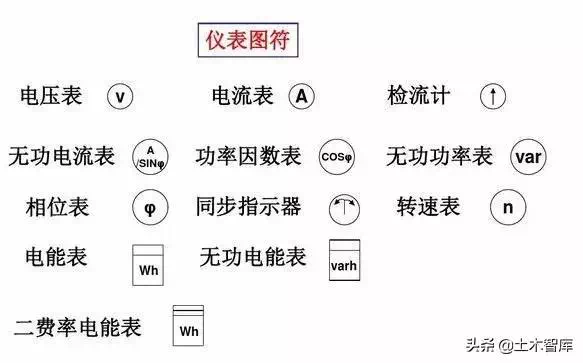 仪表图符
电压表 v 电流表 A 检流计
无功电流表 A/SINφ 功率因数表 COSφ 无功功率表 var
相位表 φ 同步指示器 转速表 n
电能表 Wh 无功电能表 varh
二费率电能表 Wh
头条 @土木智库